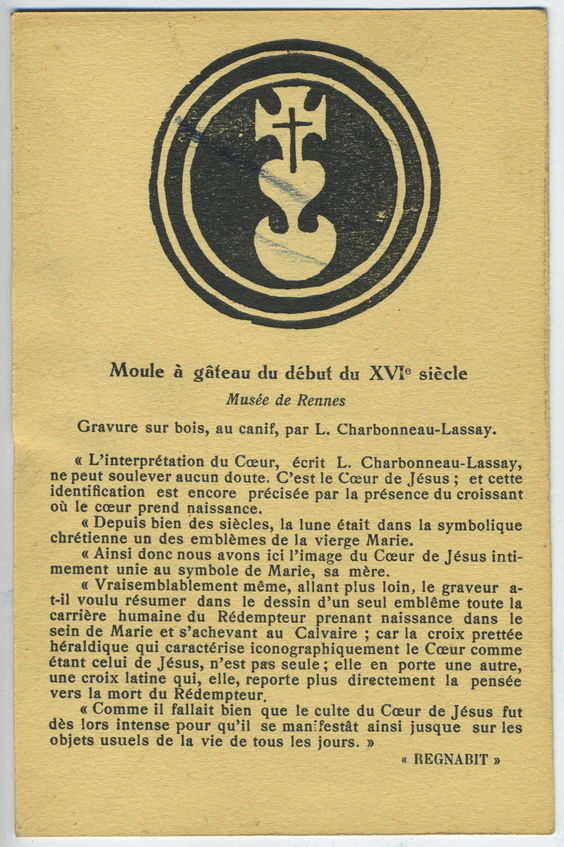 Moule à gâteau du début du XVIe siècle
Musée de Rennes
Gravure sur bois, au canif, par L. Charbonneau-Lassay.
« L'interprétation du Cœur, écrit L. Charbonneau-Lassay,
ne peut soulever aucun doute. C'est le Cœur de Jésus ; et cette
identification est encore précisée par la présence du croissant
où le cœur prend naissance.
« Depuis bien des siècles, la lune était dans la symbolique
chrétienne un des emblèmes de la vierge Marie.
« Ainsi donc nous avons ici l'image du Cœur de Jésus inti-
mement unie au symbole de Marie, sa mère.
« Vraisemblablement même, allant plus loin, le graveur a-
t-il voulu résumer dans le dessin d'un seul emblème toute la
carrière humaine du Rédempteur prenant naissance dans le
sein de Marie et s'achevant au Calvaire ; car la croix prettée
héraldique qui caractérise iconographiquement le Cœur comme
étant celui de Jésus, n'est pas seule ; elle en porte une autre,
une croix latine qui, elle, reporte plus directement la pensée
vers la mort du Rédempteur.
« Comme il fallait bien que le culte du Cœur de Jésus fut
dès lors intense pour qu'il se manifestât ainsi jusque sur les
objets usuels de la vie de tous les jours. »
« REGNABIT »